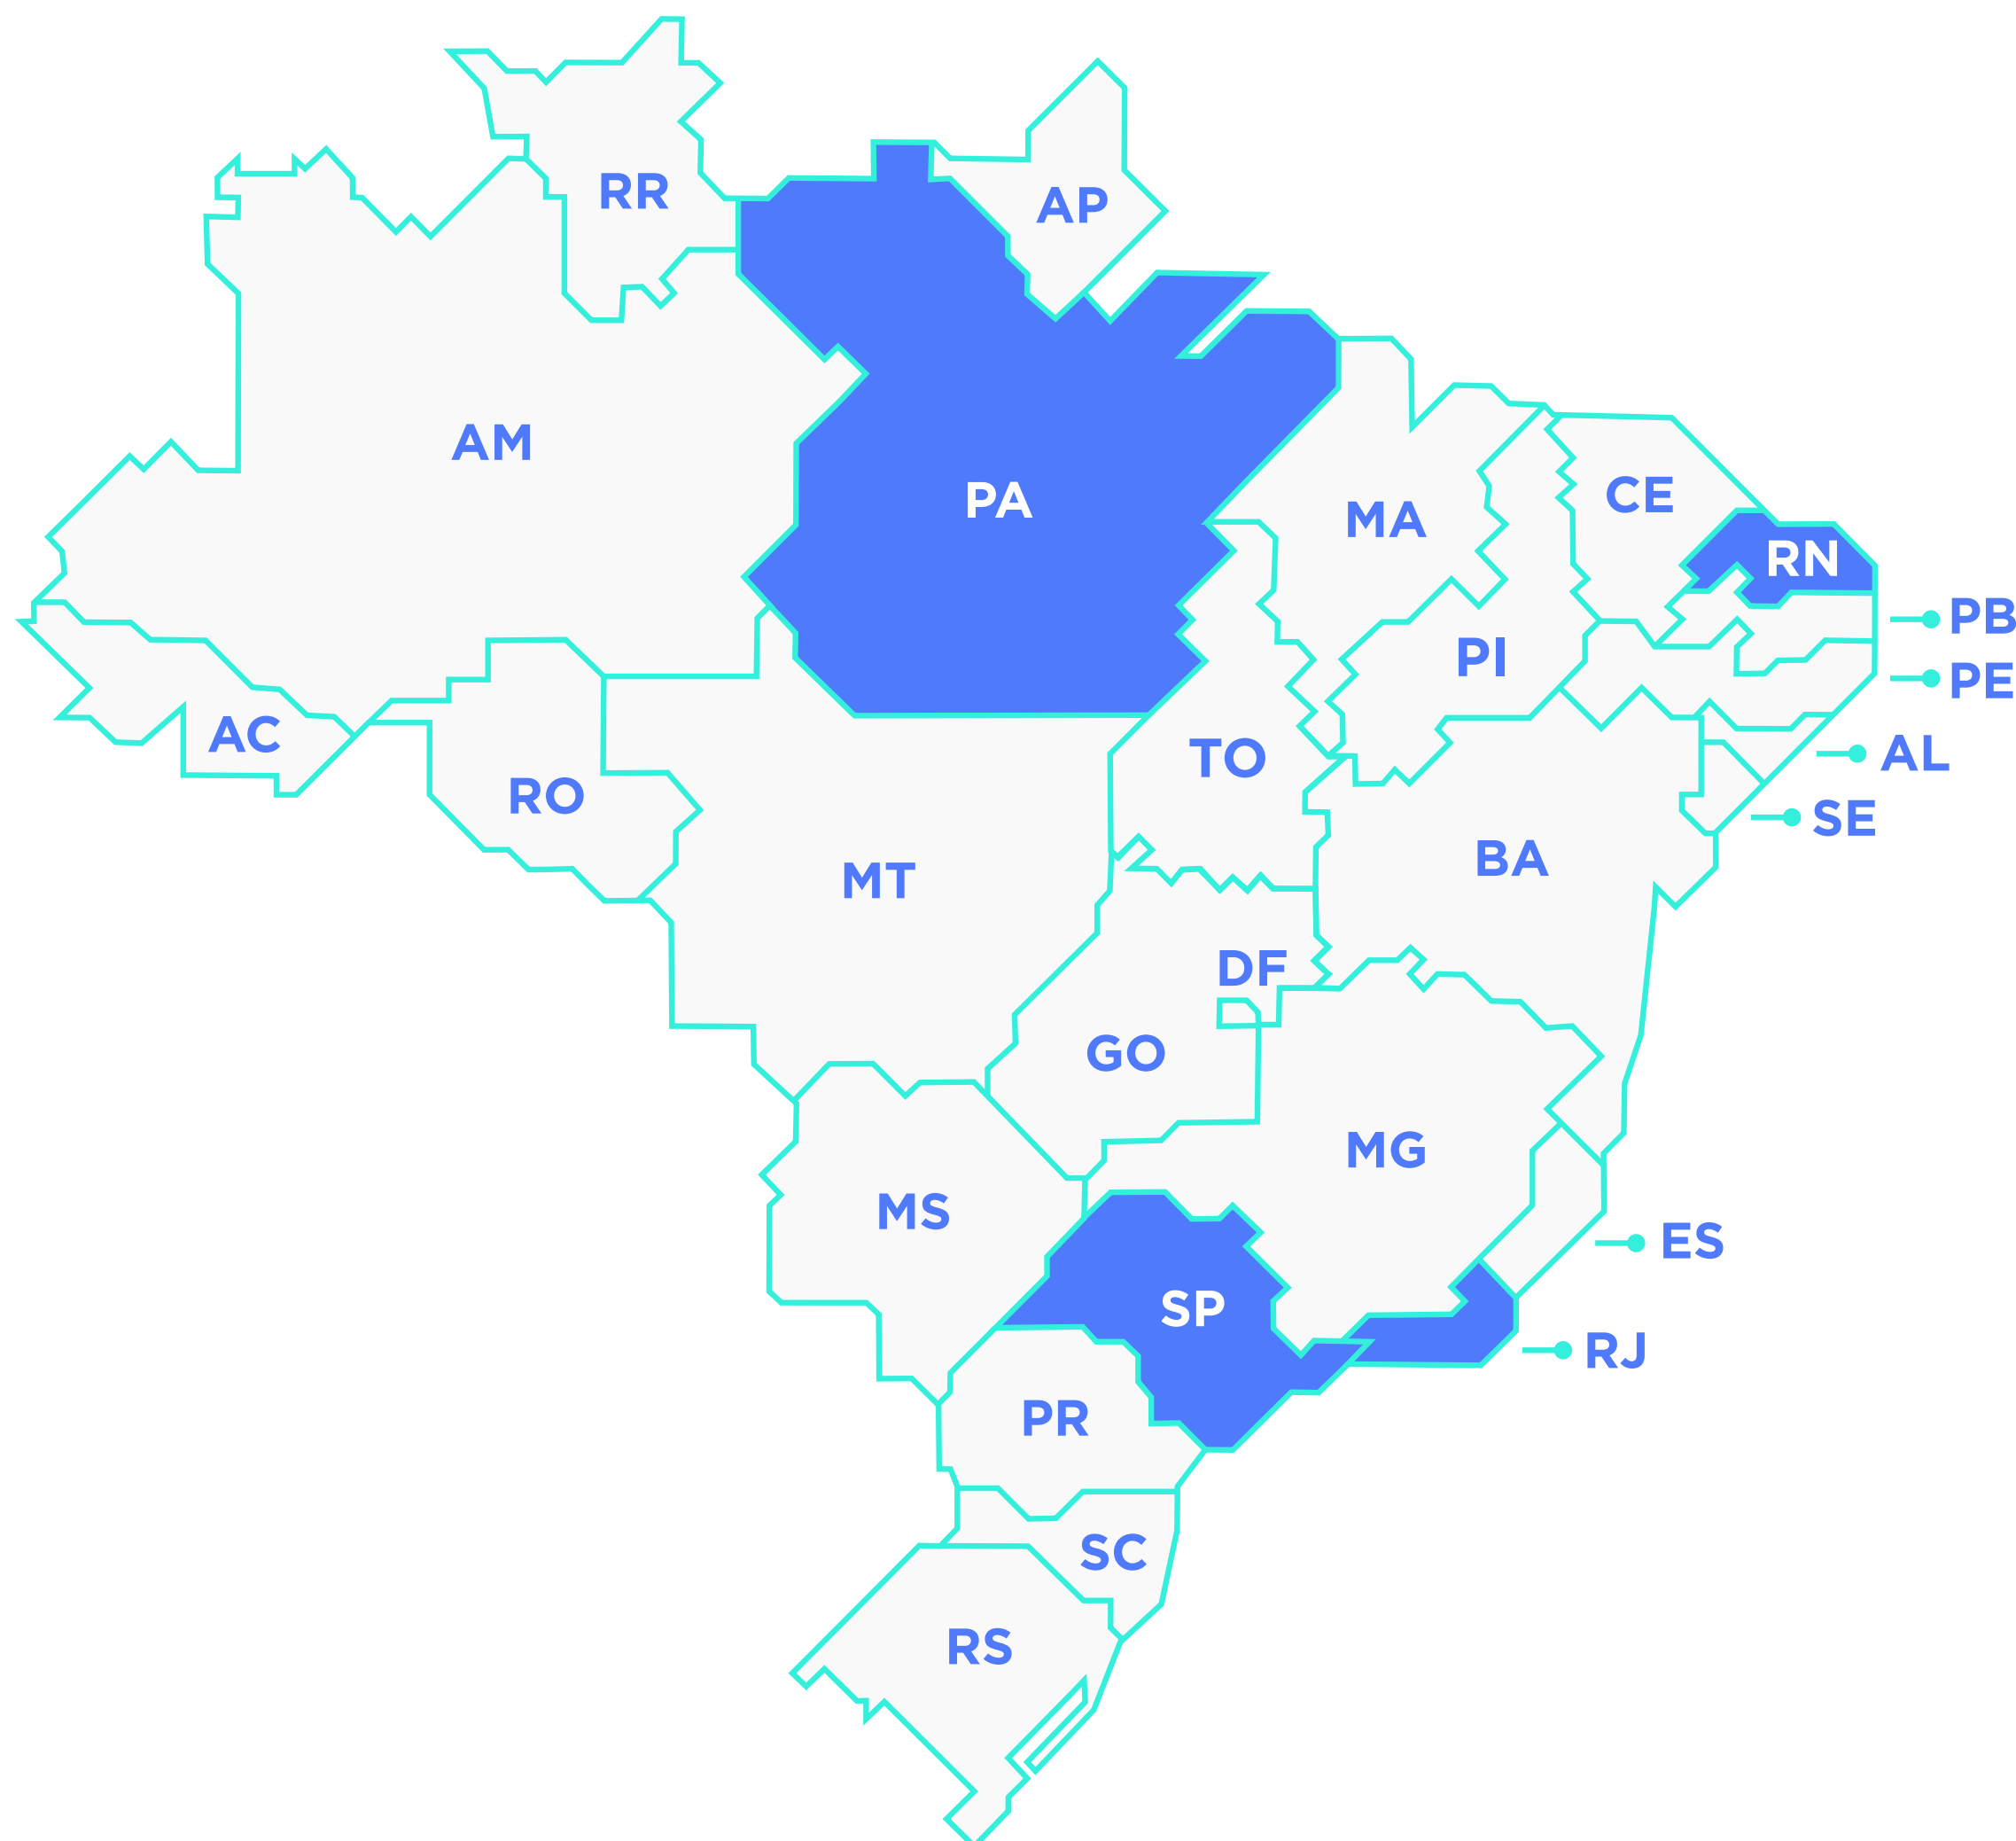 RR
AP
AM
PA
MA
CE
RN
PB
PI
PE
AC
TO
AL
RO
SE
MT
BA
DF
GO
MG
MS
ES
SP
RJ
PR
SC
RS